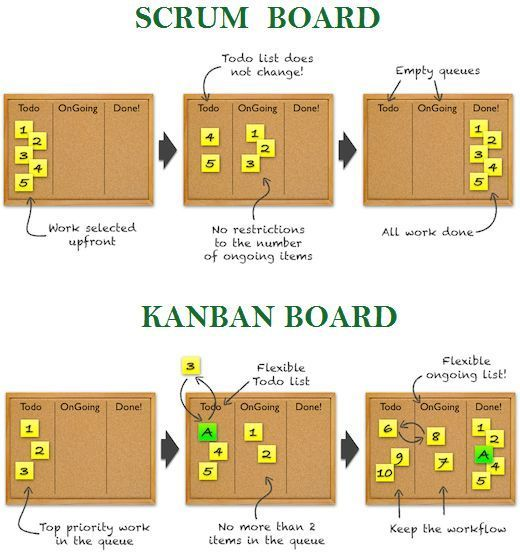 SCRUM BOARD
Todo list does
not change!
Empty queues
Todo OnGoing Done!
1
2
3
4
5
Todo OnGoing Done!
4
5
1
2
3
Todo OnGoing Done!
1
2
3
4
5
Work selected
upfront
No restrictions
to the number
of ongoing items
All work done
KANBAN BOARD
3
Flexible
Todo list
Flexible
ongoing list!
Todo OnGoing Done!
1
2
3
Todo OnGoing Done!
A
4
5
1
2
Todo OnGoing Done!
6
9
10
8
7
1
2
A
4
5
Top priority work
in the queue
No more than 2
items in the queue
Keep the workflow